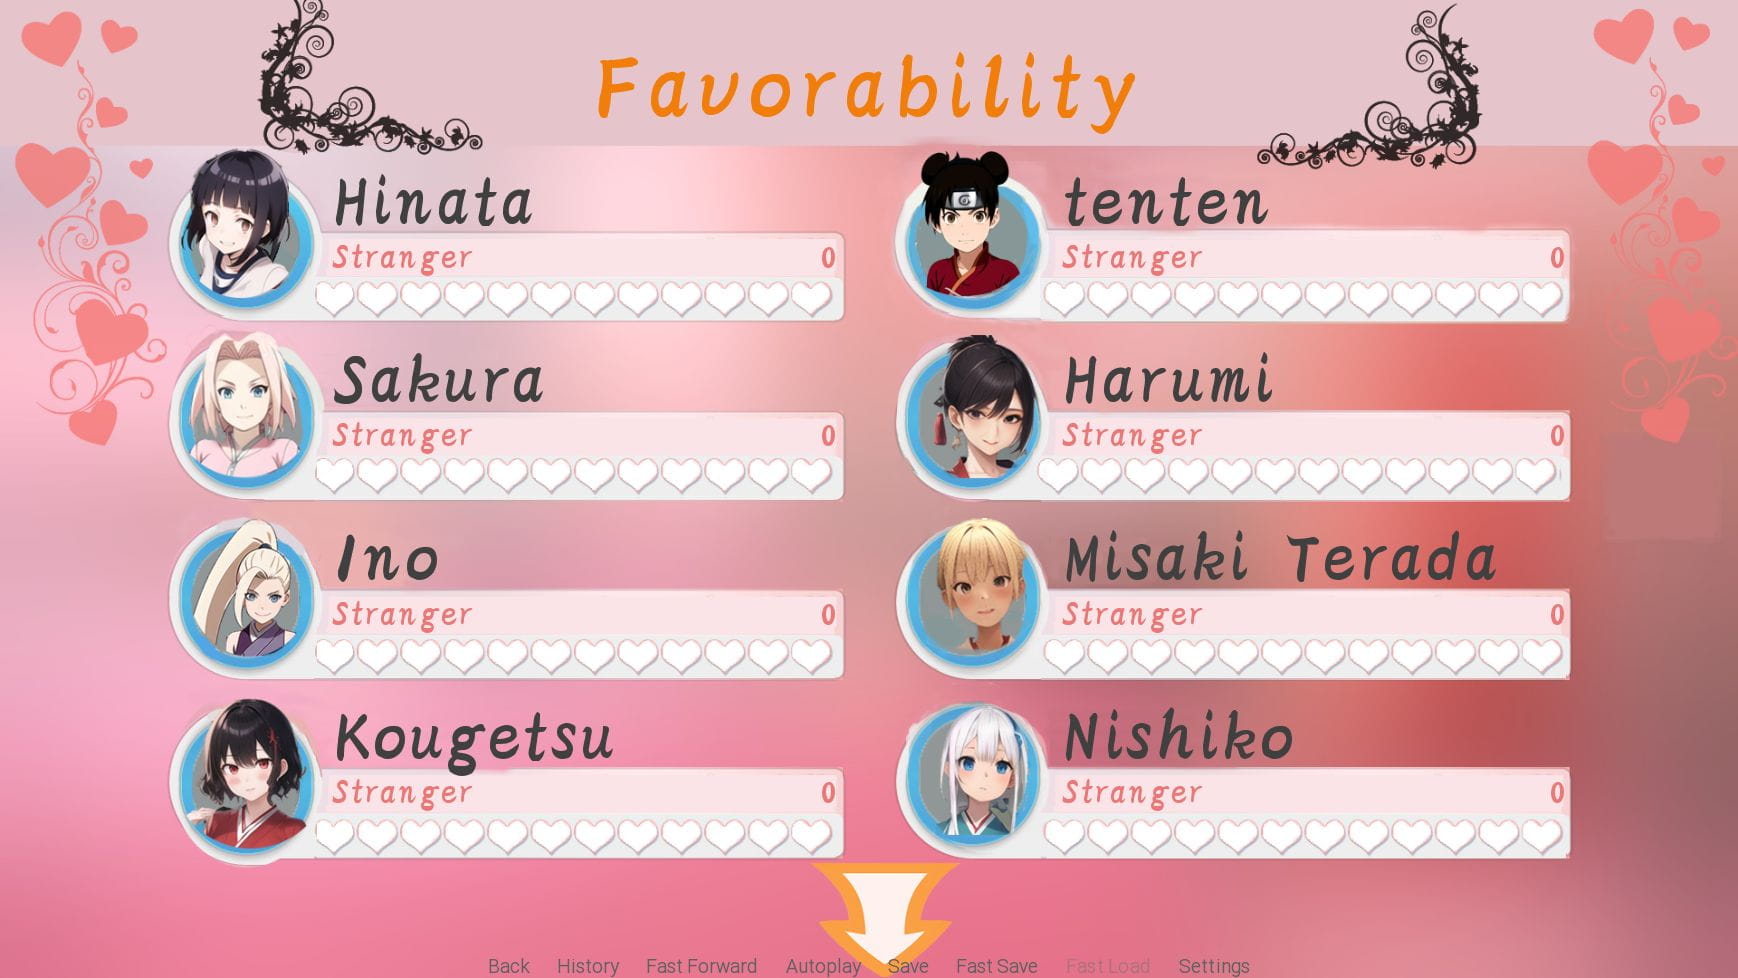 Favorability
Hinata
Stranger 0
tenten
Stranger 0
Sakura
Stranger 0
Harumi
Stranger 0
Ino
Stranger 0
Misaki Terada
Stranger 0
Kougetsu
Stranger 0
Nishiko
Stranger 0
Back History Fast Forward Autoplay Save Fast Save Fast Load Settings